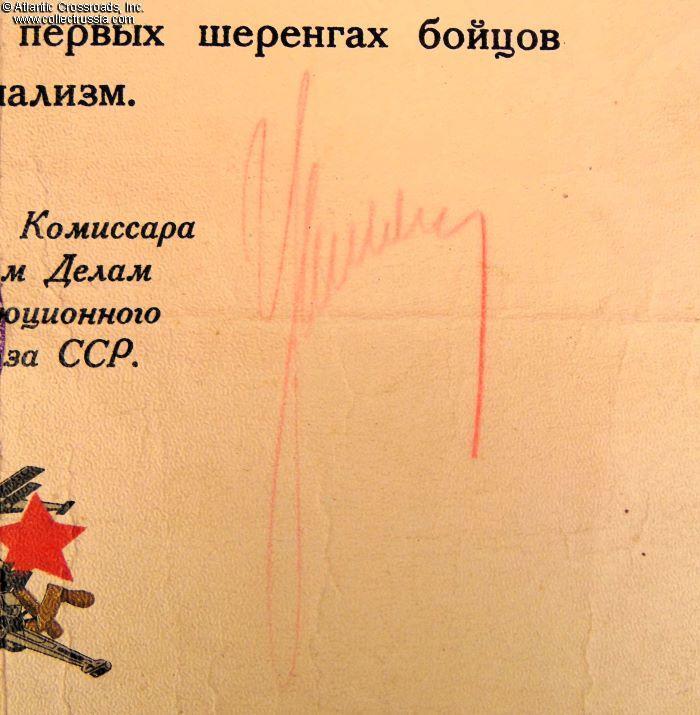 © Atlantic Crossroads, Inc.
www.collectrussia.com
первых шеренгах бойцов
ализм.
Комиссара
м Делам
юционного
за ССР.